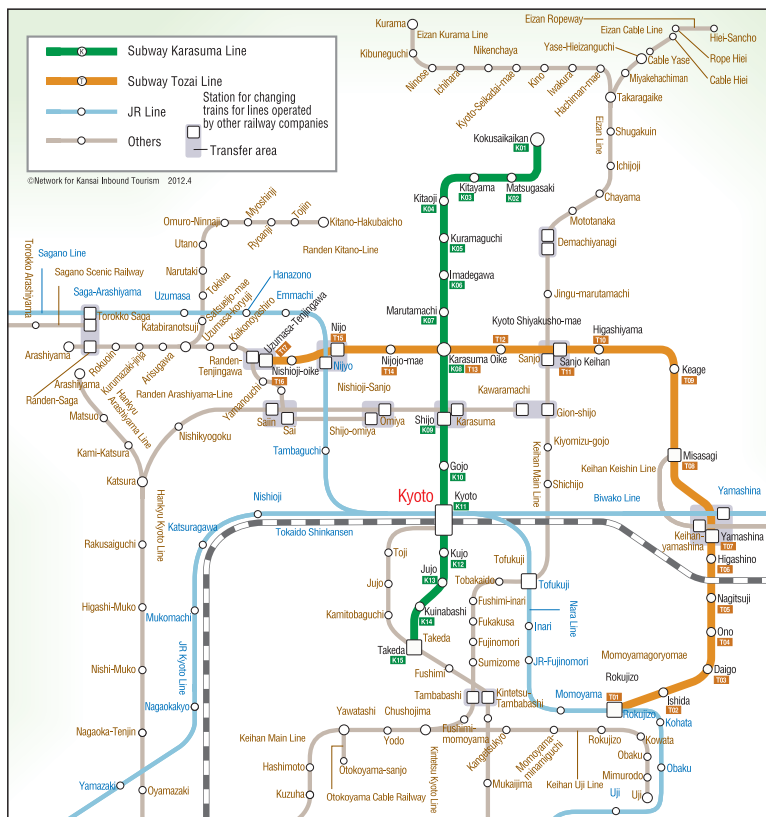 K
Subway Karasuma Line
T
Subway Tozai Line
JR Line
Others
Station for changing
trains for lines operated
by other railway companies
Transfer area
©Network for Kansai Inbound Tourism 2012.4
Kurama
Eizan Kurama Line
Kibuneguchi
Ninose
Ichihara
Nikenchaya
Kyoto-Seikada-mae
Kino
Iwakura
Hachiman-mae
Eizan Ropeway
Eizan Cable Line
Hiei-Sancho
Yase-Hieizanguchi
Cable Yase
Rope Hiei
Cable Hiei
Miyakehachiman
Takaragaike
Shugakuin
Eizan Line
Ichijoji
Chayama
Mototanaka
Demachiyanagi
Jingu-marutamachi
Kokusaikaikan
K01
Matsugasaki
K02
Kitayama
K03
Kitaoji
K04
Kuramaguchi
K05
Imadegawa
K06
Marutamachi
K07
Omuro-Ninnaji
Myoshinji
Ryoanji
Tojiin
Kitano-Hakubaicho
Randen Kitano-Line
Utano
Narutaki
Tokiwa
Satsueijo-mae
Uzumasa-koryuji
Kaikonoyashiro
Katabiranotsuji
Torokko Arashiyama
Sagano Line
Sagano Scenic Railway
Saga-Arashiyama
Torokko Saga
Uzumasa
Hanazono
Emmachi
Uzumasa-Tenjingawa
T17
Nijo
T15
Nijyo
Nijojo-mae
T14
Karasuma Oike
K08
T13
T12
Kyoto Shiyakusho-mae
Sanjo
Sanjo Keihan
T11
Higashiyama
T10
Keage
T09
Arashiyama
Randen-Saga
Rokuoin
Kurumazaki-jinja
Arisugawa
Randen-
Tenjingawa
Nishioji-oike
T16
Randen Arashiyama-Line
Yamanouchi
Nishioji-Sanjo
Arashiyama
Hankyu
Arashiyama Line
Matsuo
Kami-Katsura
Nishikyogoku
Saiin
Sai
Shijo-omiya
Omiya
Shijo
K09
Karasuma
Kawaramachi
Gion-shijo
Kiyomizu-gojo
Keihan Main Line
Shichijo
Tambaguchi
Gojo
K10
Keihan Keishin Line
Misasagi
T08
Katsura
Hankyu Kyoto Line
Nishioji
Katsuragawa
Tokaido Shinkansen
Kyoto
Kyoto
K11
Biwako Line
Yamashina
Keihan-
yamashina
Yamashina
T07
Rakusaiguchi
Toji
Kujo
K12
Tofukuji
Higashino
T06
Jujo
Jujo
K13
Tobakaido
Tofukuji
Nagitsuji
T05
Higashi-Muko
Mukomachi
Kamitobaguchi
Kuinabashi
K14
Fushimi-inari
Fukakusa
Inari
Nara Line
Ono
T04
Takeda
Takeda
K15
Fujinomori
Sumizome
JR-Fujinomori
Momoyamagoryomae
Daigo
T03
JR Kyoto Line
Nishi-Muko
Fushimi
Rokujizo
T01
Rokujizo
Ishida
T02
Nagaokakyo
Tambabashi
Kintetsu-
Tambabashi
Momoyama
Kohata
Nagaoka-Tenjin
Yawatashi
Chushojima
Keihan Main Line
Yodo
Fushimi-
momoyama
Kangetsukyo
Momoyama-
minamiguchi
Rokujizo
Kowata
Obaku
Obaku
Hashimoto
Otokoyama-sanjo
Kintetsu Kyoto Line
Mukaijima
Keihan Uji Line
Mimurodo
Uji
Uji
Yamazaki
Oyamazaki
Kuzuha
Otokoyama Cable Railway